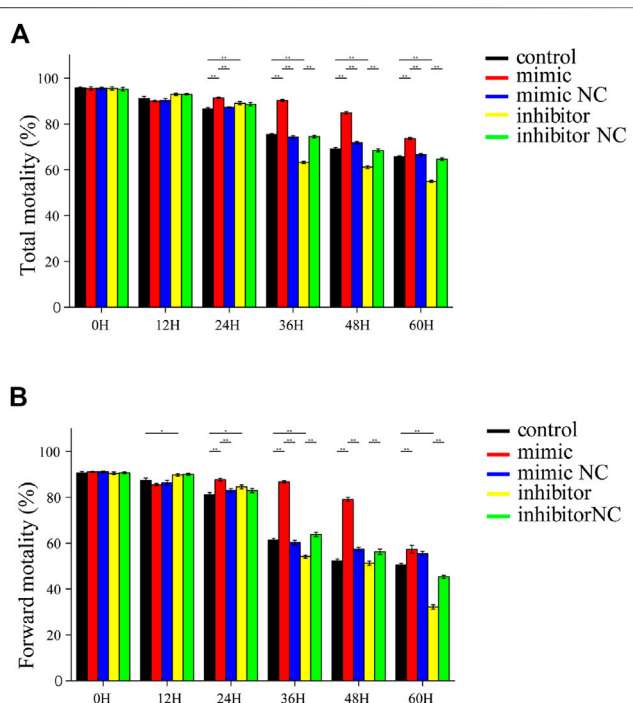 A
** ** ** **
** ** ** ** ** ** **
** ** ** ** ** ** ** ** ** ** **
control
mimic
mimic NC
inhibitor
inhibitor NC
Total motality (%)
100
80
60
40
20
0
0H 12H 24H 36H 48H 60H
B
* * ** **
** ** ** ** ** ** ** ** ** ** **
control
mimic
mimic NC
inhibitor
inhibitorNC
Forward motality (%)
100
80
60
40
20
0
0H 12H 24H 36H 48H 60H